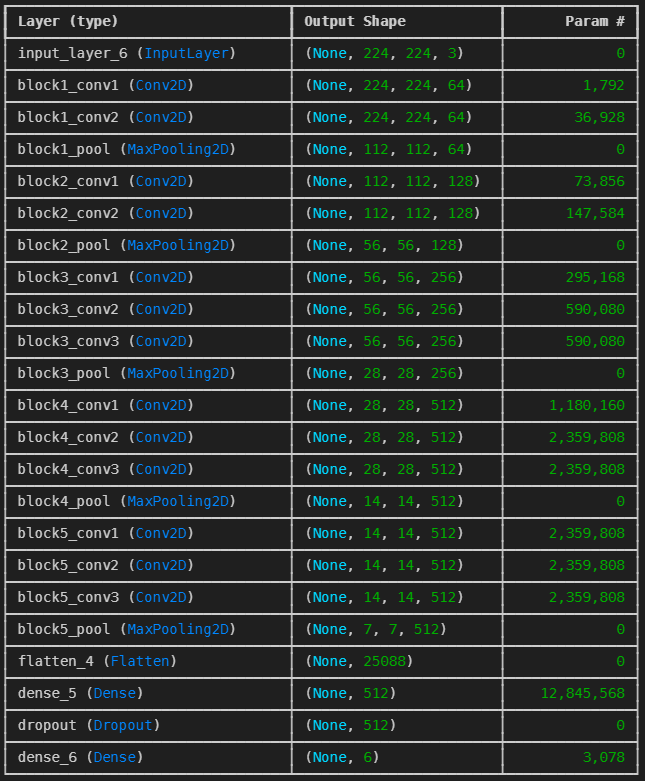 Layer (type) Output Shape Param #
input_layer_6 (InputLayer) (None, 224, 224, 3) 0
block1_conv1 (Conv2D) (None, 224, 224, 64) 1,792
block1_conv2 (Conv2D) (None, 224, 224, 64) 36,928
block1_pool (MaxPooling2D) (None, 112, 112, 64) 0
block2_conv1 (Conv2D) (None, 112, 112, 128) 73,856
block2_conv2 (Conv2D) (None, 112, 112, 128) 147,584
block2_pool (MaxPooling2D) (None, 56, 56, 128) 0
block3_conv1 (Conv2D) (None, 56, 56, 256) 295,168
block3_conv2 (Conv2D) (None, 56, 56, 256) 590,080
block3_conv3 (Conv2D) (None, 56, 56, 256) 590,080
block3_pool (MaxPooling2D) (None, 28, 28, 256) 0
block4_conv1 (Conv2D) (None, 28, 28, 512) 1,180,160
block4_conv2 (Conv2D) (None, 28, 28, 512) 2,359,808
block4_conv3 (Conv2D) (None, 28, 28, 512) 2,359,808
block4_pool (MaxPooling2D) (None, 14, 14, 512) 0
block5_conv1 (Conv2D) (None, 14, 14, 512) 2,359,808
block5_conv2 (Conv2D) (None, 14, 14, 512) 2,359,808
block5_conv3 (Conv2D) (None, 14, 14, 512) 2,359,808
block5_pool (MaxPooling2D) (None, 7, 7, 512) 0
flatten_4 (Flatten) (None, 25088) 0
dense_5 (Dense) (None, 512) 12,845,568
dropout (Dropout) (None, 512) 0
dense_6 (Dense) (None, 6) 3,078